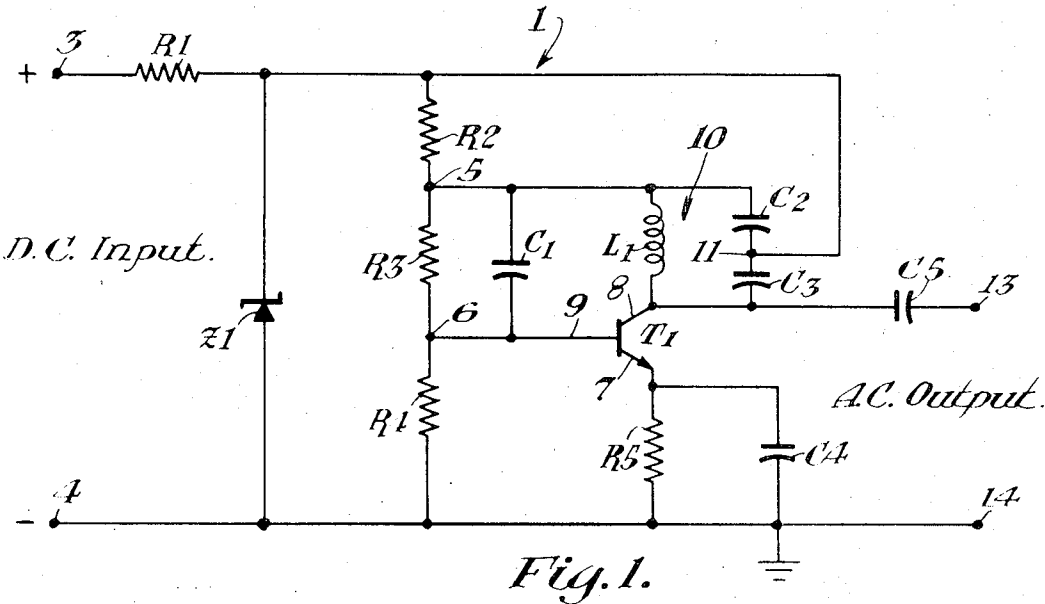 1
+ 3 R1
R2
10
5
C2
D.C. Input.
R3
C1
L1
11
C3
C5
13
8
6
9
Z1
T1
7
A.C. Output.
R1
R5
C4
- 4
14
Fig. 1.